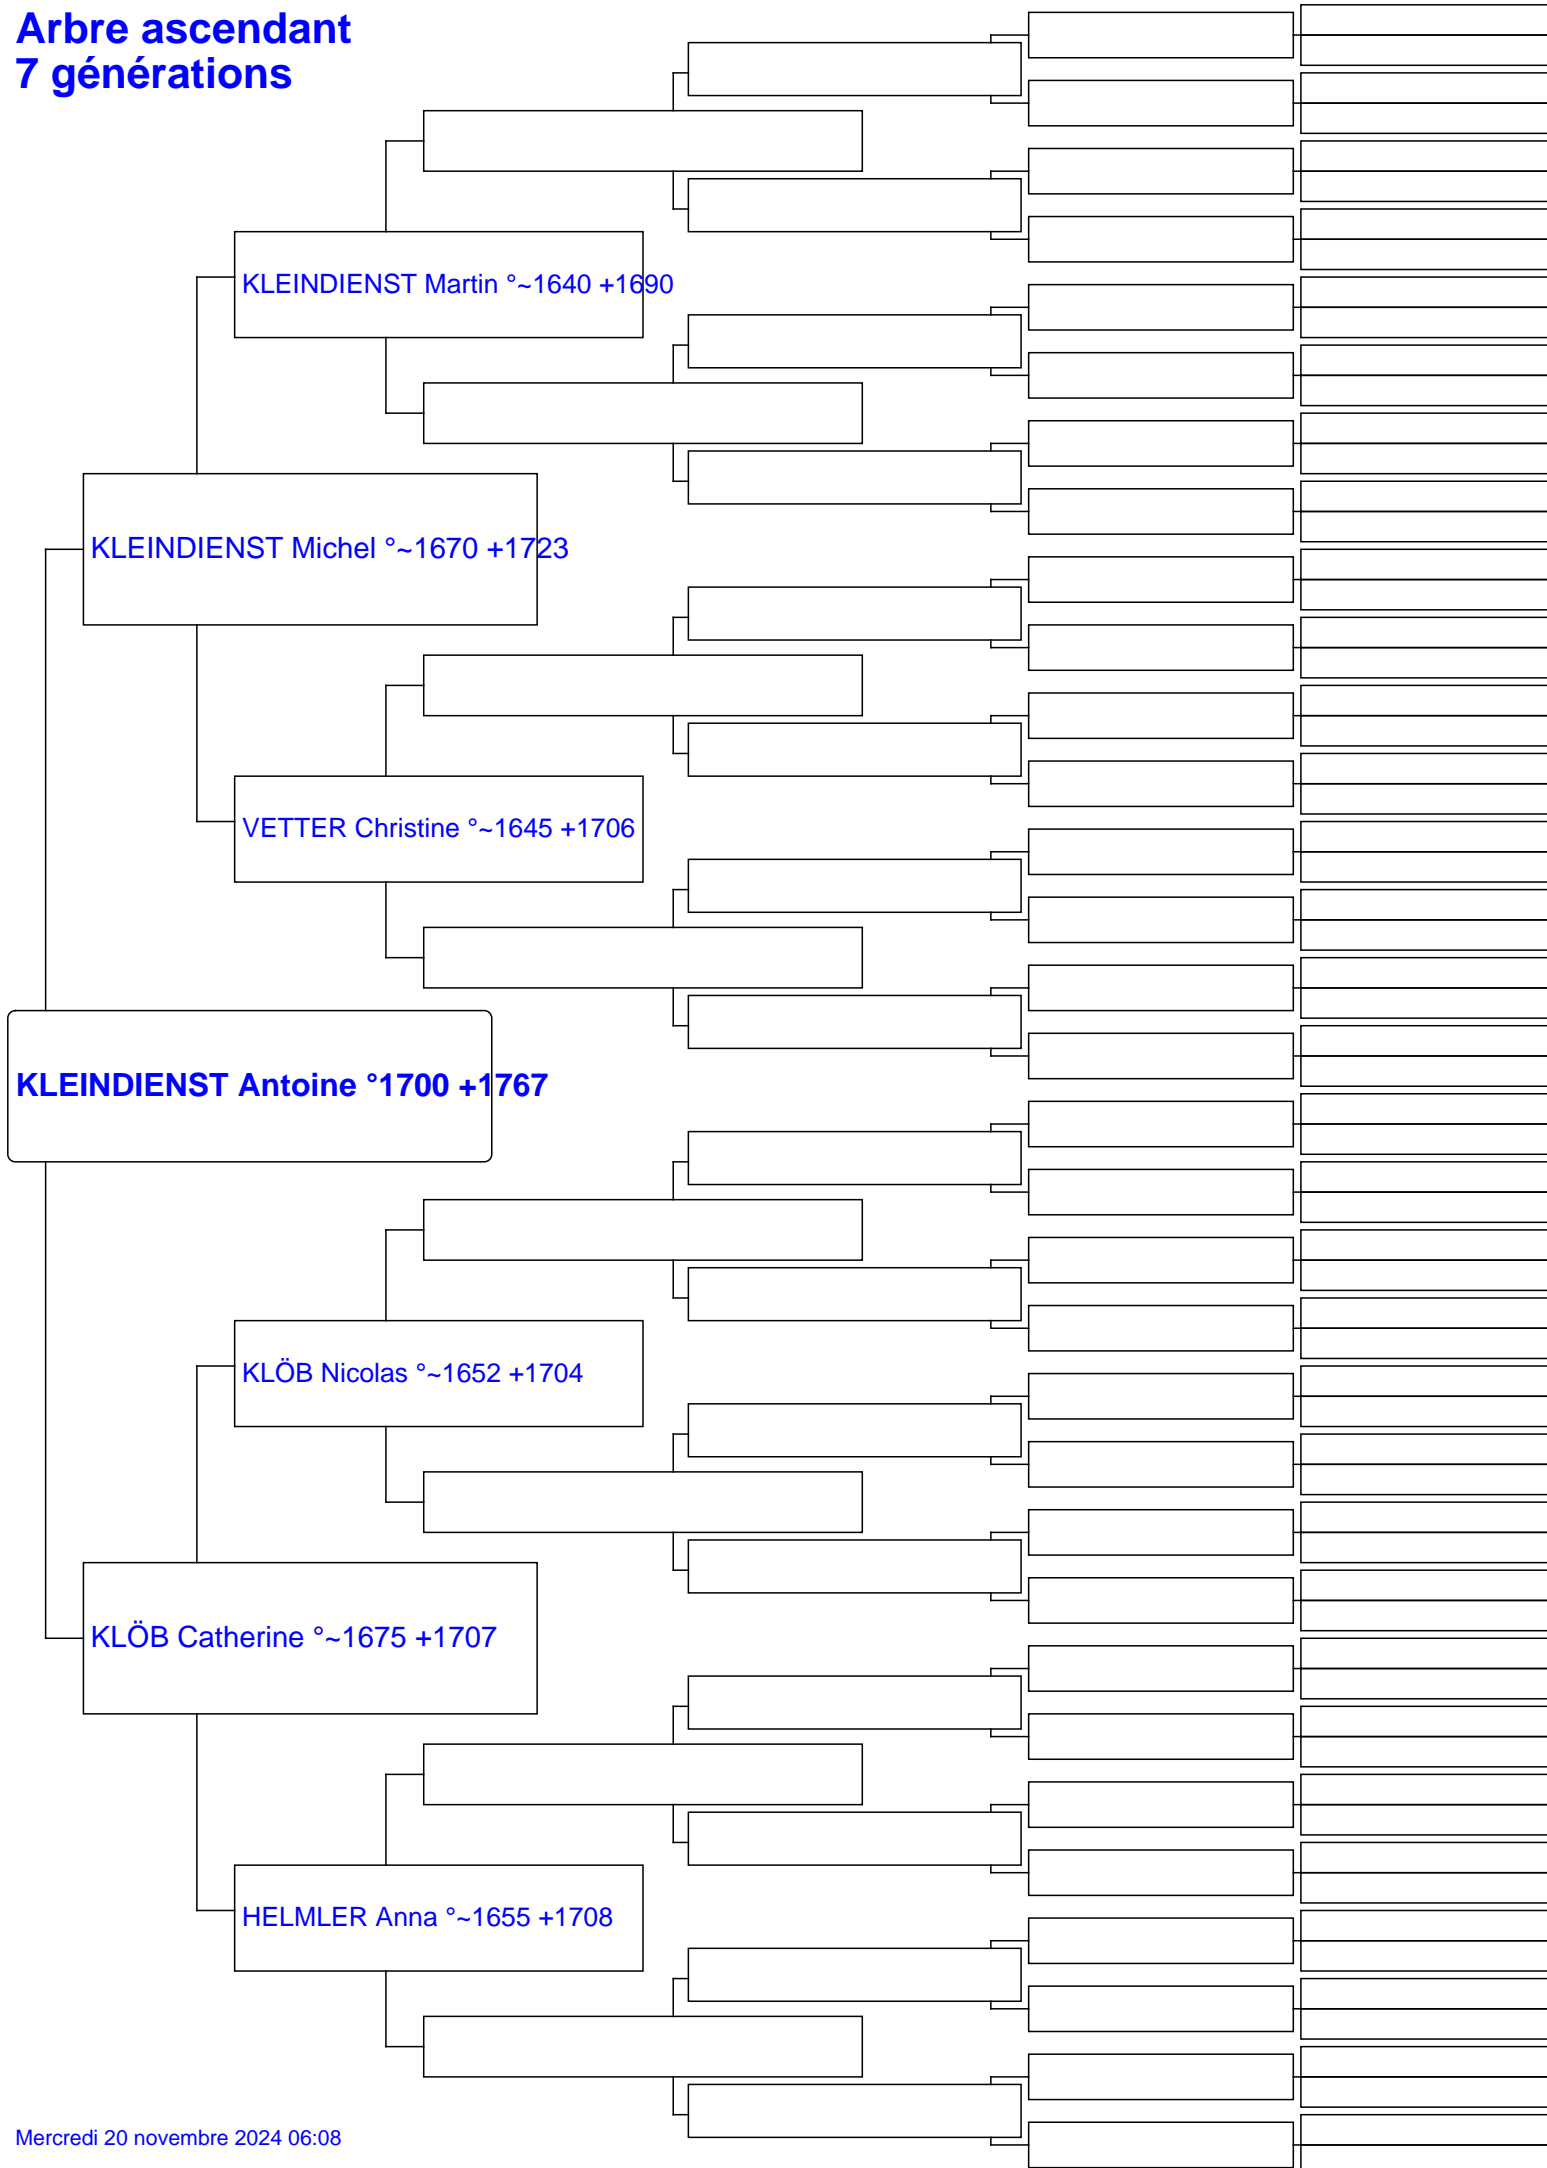 Arbre ascendant
7 générations
KLEINDIENST Martin °~1640 +1690
KLEINDIENST Michel °~1670 +1723
VETTER Christine °~1645 +1706
KLEINDIENST Antoine °1700 +1767
KLÖB Nicolas °~1652 +1704
KLÖB Catherine °~1675 +1707
HELMLER Anna °~1655 +1708
Mercredi 20 novembre 2024 06:08